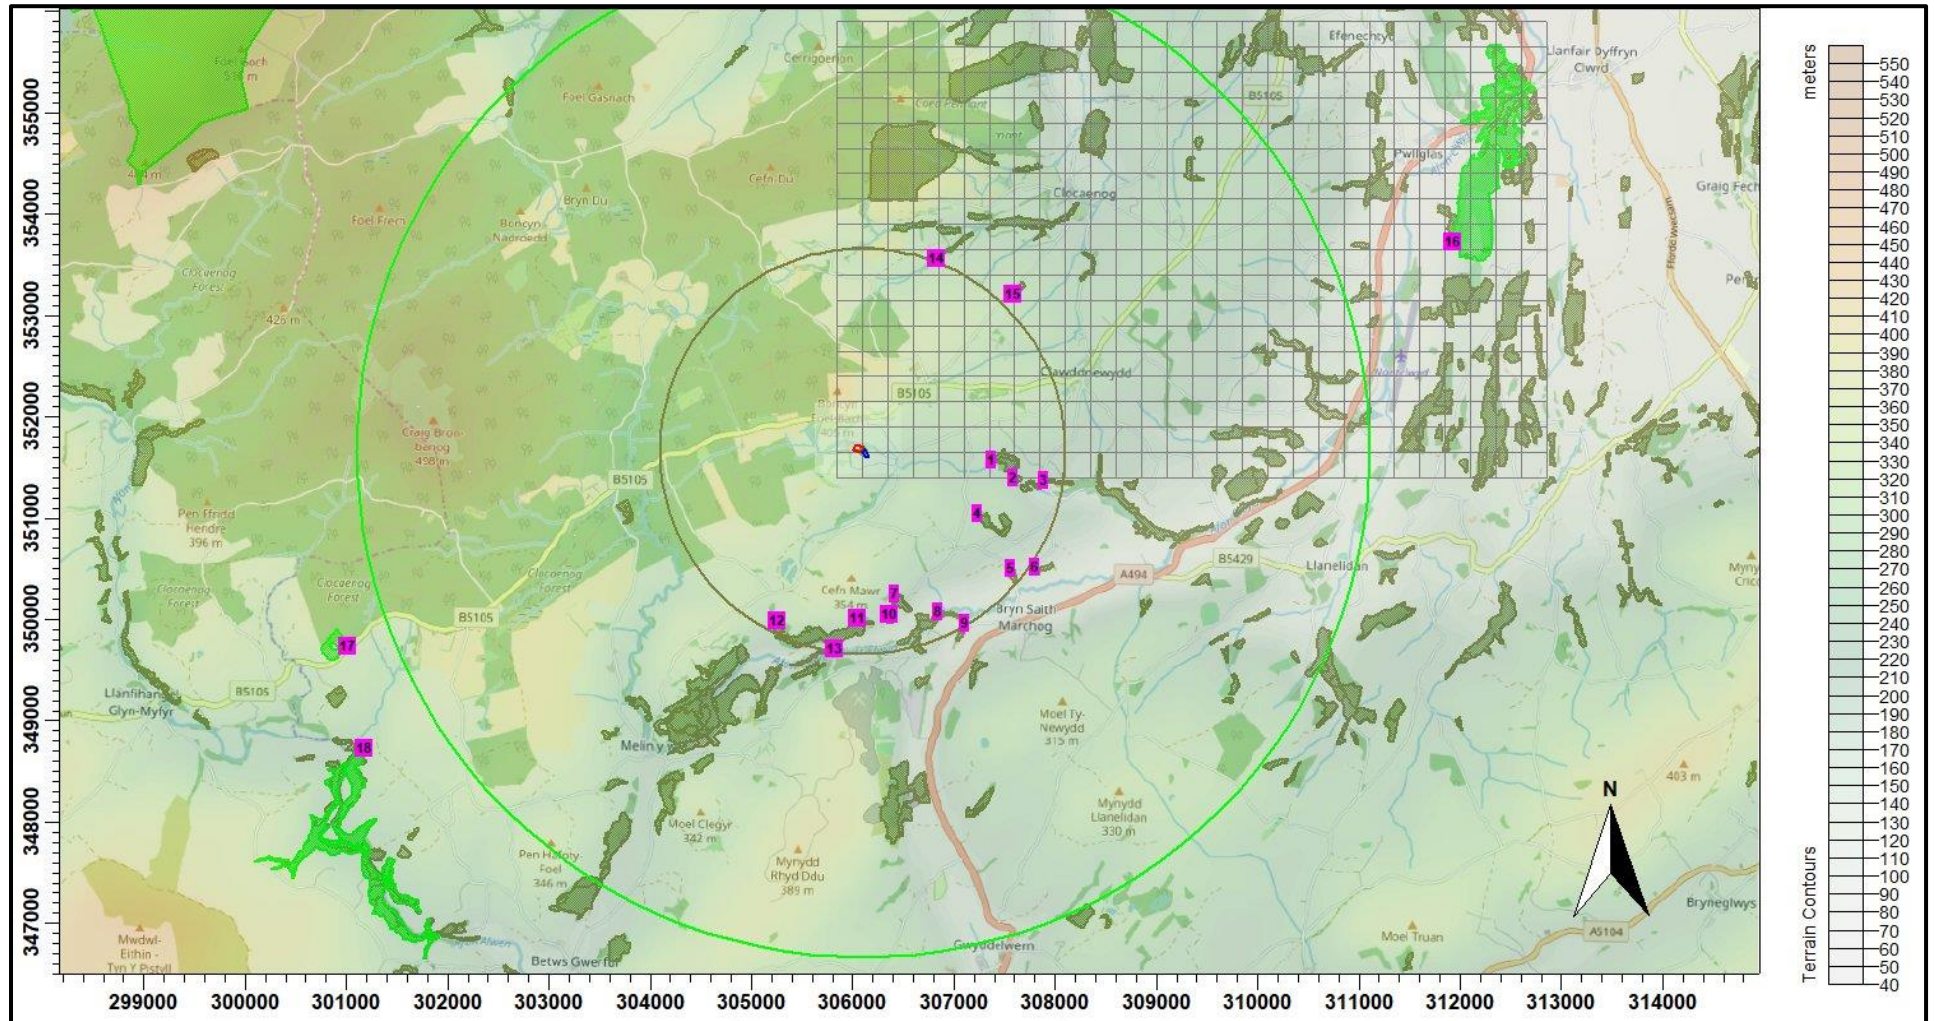 Foel Goch
Cerrigoerion
Efenechtyd
Llanfair Dyffryn
Clwyd
meters
550
540
530
520
510
500
490
480
470
460
450
440
430
420
410
400
390
380
370
360
350
340
330
320
310
300
290
280
270
260
250
240
230
220
210
200
190
180
170
160
150
140
130
120
110
100
90
80
70
60
50
40
Terrain Contours
355000
354000
353000
352000
351000
350000
349000
348000
347000
Foel Gasnach
Coed Pennant
B5105
Pwllglas
Cefn-Du
Clocaenog
Graig Fech
Foel Frech
Bryn Du
Boncyn
Nadroedd
14
16
Clocaenog
Forest
15
426 m
Clawddnewydd
B5105
Craig Bron-
banog
498 m
B5105
1
2
3
4
Pen ffridd
Hendre
396 m
A494
B5429
Llanelidan
5
6
Clocaenog
Forest
Clocaenog
Forest
Clocaenog
Forest
Cefn Mawr
354 m
7
8
9
10
11
12
13
Bryn Saith
Marchog
B5105
17
B5105
Llanfihangel
Glyn-Myfyr
Moel Ty-
Newydd
315 m
Melin y
18
403 m
N
Moel Clegyr
342 m
Mynydd
Llanelidan
330 m
Pen Hafoty-
Foel
346 m
Mynydd
Rhyd Ddu
389 m
Bryneglwys
Mwdwl-
Eithin -
Tyn Y Pistyll
Betws Gwerful
Gwyddelwern
Moel Truan
A5104
299000
300000
301000
302000
303000
304000
305000
306000
307000
308000
309000
310000
311000
312000
313000
314000